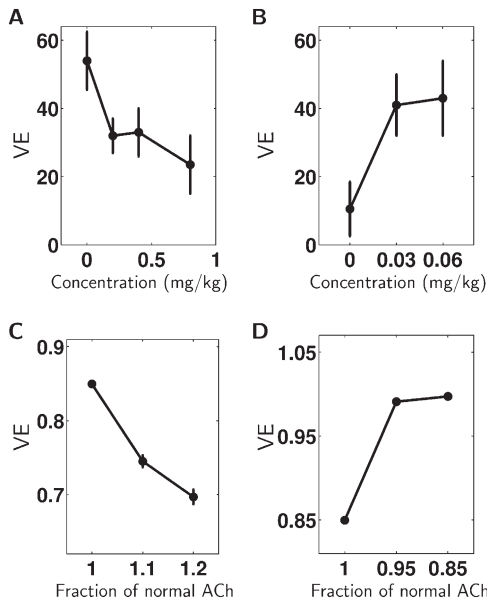 A
60
40
20
0
VE
0
0.5
1
Concentration (mg/kg)
B
60
40
20
0
VE
0
0.03
0.06
Concentration (mg/kg)
C
0.9
0.8
0.7
VE
1
1.1
1.2
Fraction of normal ACh
D
1.05
0.95
0.85
VE
1
0.95
0.85
Fraction of normal ACh